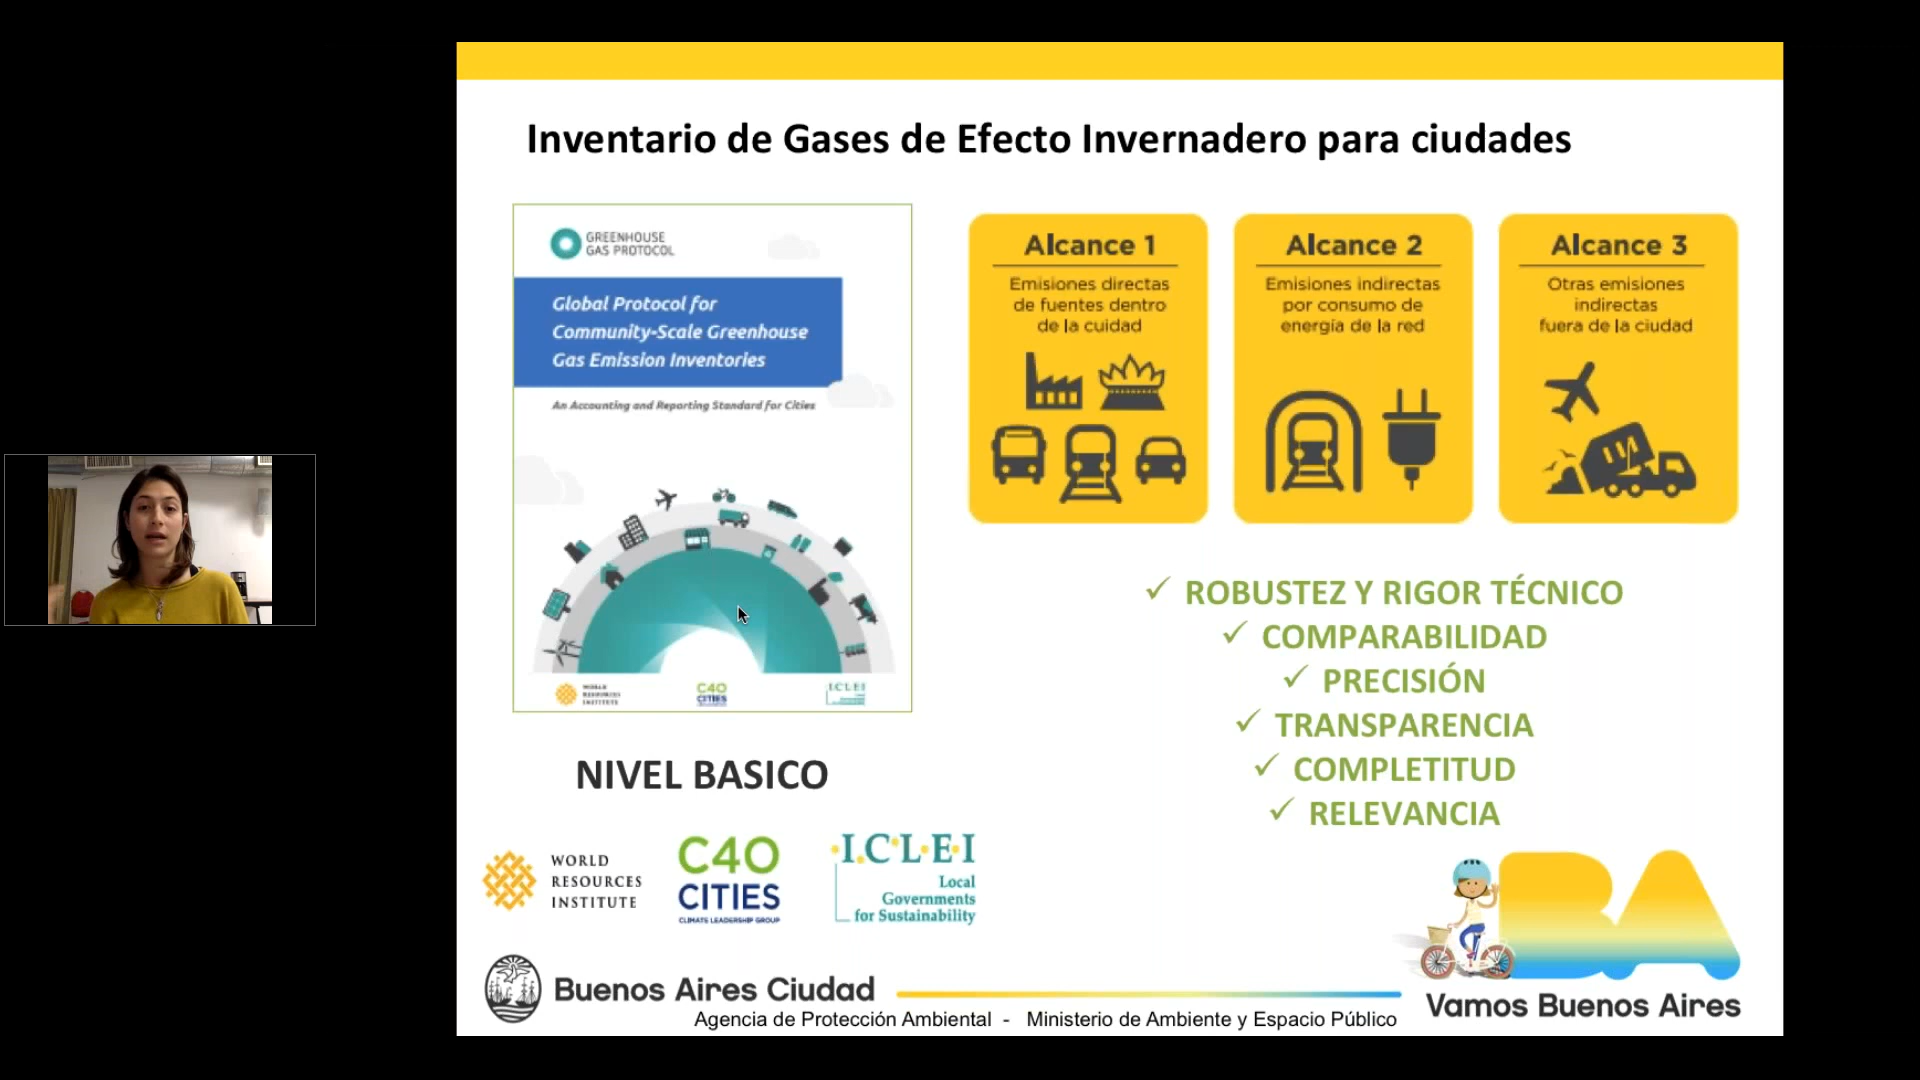 Inventario de Gases de Efecto Invernadero para ciudades
GREENHOUSE
GAS PROTOCOL
Global Protocol for
Community-Scale Greenhouse
Gas Emission Inventories
An Accounting and Reporting Standard for Cities
WORLD
RESOURCES
INSTITUTE
C40
CITIES
I.C.L.E.I
NIVEL BASICO
Alcance 1
Emisiones directas
de fuentes dentro
de la cuidad
Alcance 2
Emisiones indirectas
por consumo de
energía de la red
Alcance 3
Otras emisiones
indirectas
fuera de la ciudad
✓ ROBUSTEZ Y RIGOR TÉCNICO
✓ COMPARABILIDAD
✓ PRECISIÓN
✓ TRANSPARENCIA
✓ COMPLETITUD
✓ RELEVANCIA
WORLD
RESOURCES
INSTITUTE
C40
CITIES
CLIMATE LEADERSHIP GROUP
I.C.L.E.I
Local
Governments
for Sustainability
BA
Buenos Aires Ciudad
Vamos Buenos Aires
Agencia de Protección Ambiental - Ministerio de Ambiente y Espacio Público